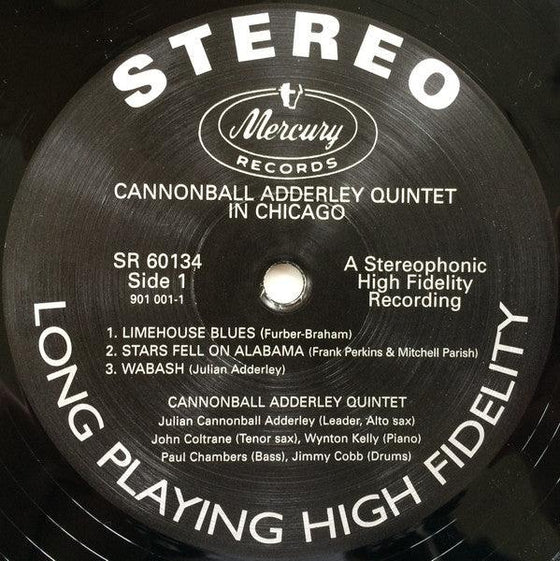 STEREO
Mercury
RECORDS
CANNONBALL ADDERLEY QUINTET
IN CHICAGO
SR 60134
Side 1
901 001-1
A Stereophonic
High Fidelity
Recording
1. LIMEHOUSE BLUES (Furber-Braham)
2. STARS FELL ON ALABAMA (Frank Perkins & Mitchell Parish)
3. WABASH (Julian Adderley)
CANNONBALL ADDERLEY QUINTET
Julian Cannonball Adderley (Leader, Alto sax)
John Coltrane (Tenor sax), Wynton Kelly (Piano)
Paul Chambers (Bass), Jimmy Cobb (Drums)
LONG PLAYING HIGH FIDELITY